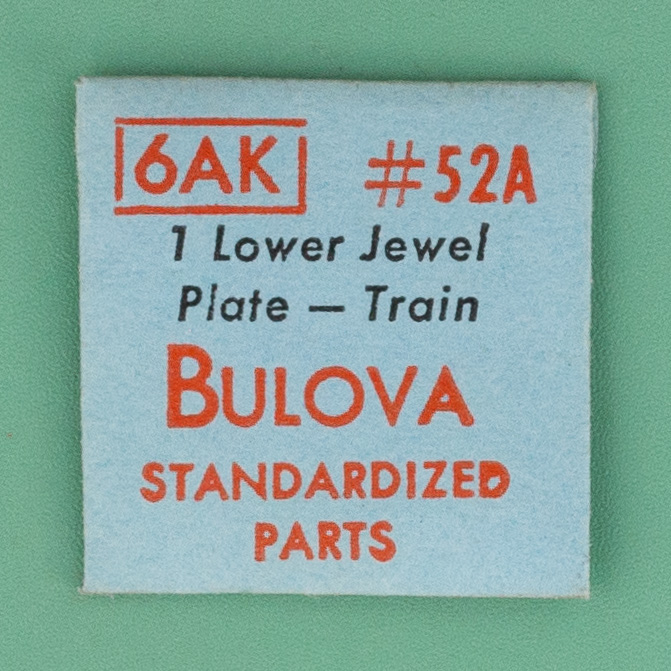 6AK #52A
1 Lower Jewel
Plate — Train
BULOVA
STANDARDIZED
PARTS